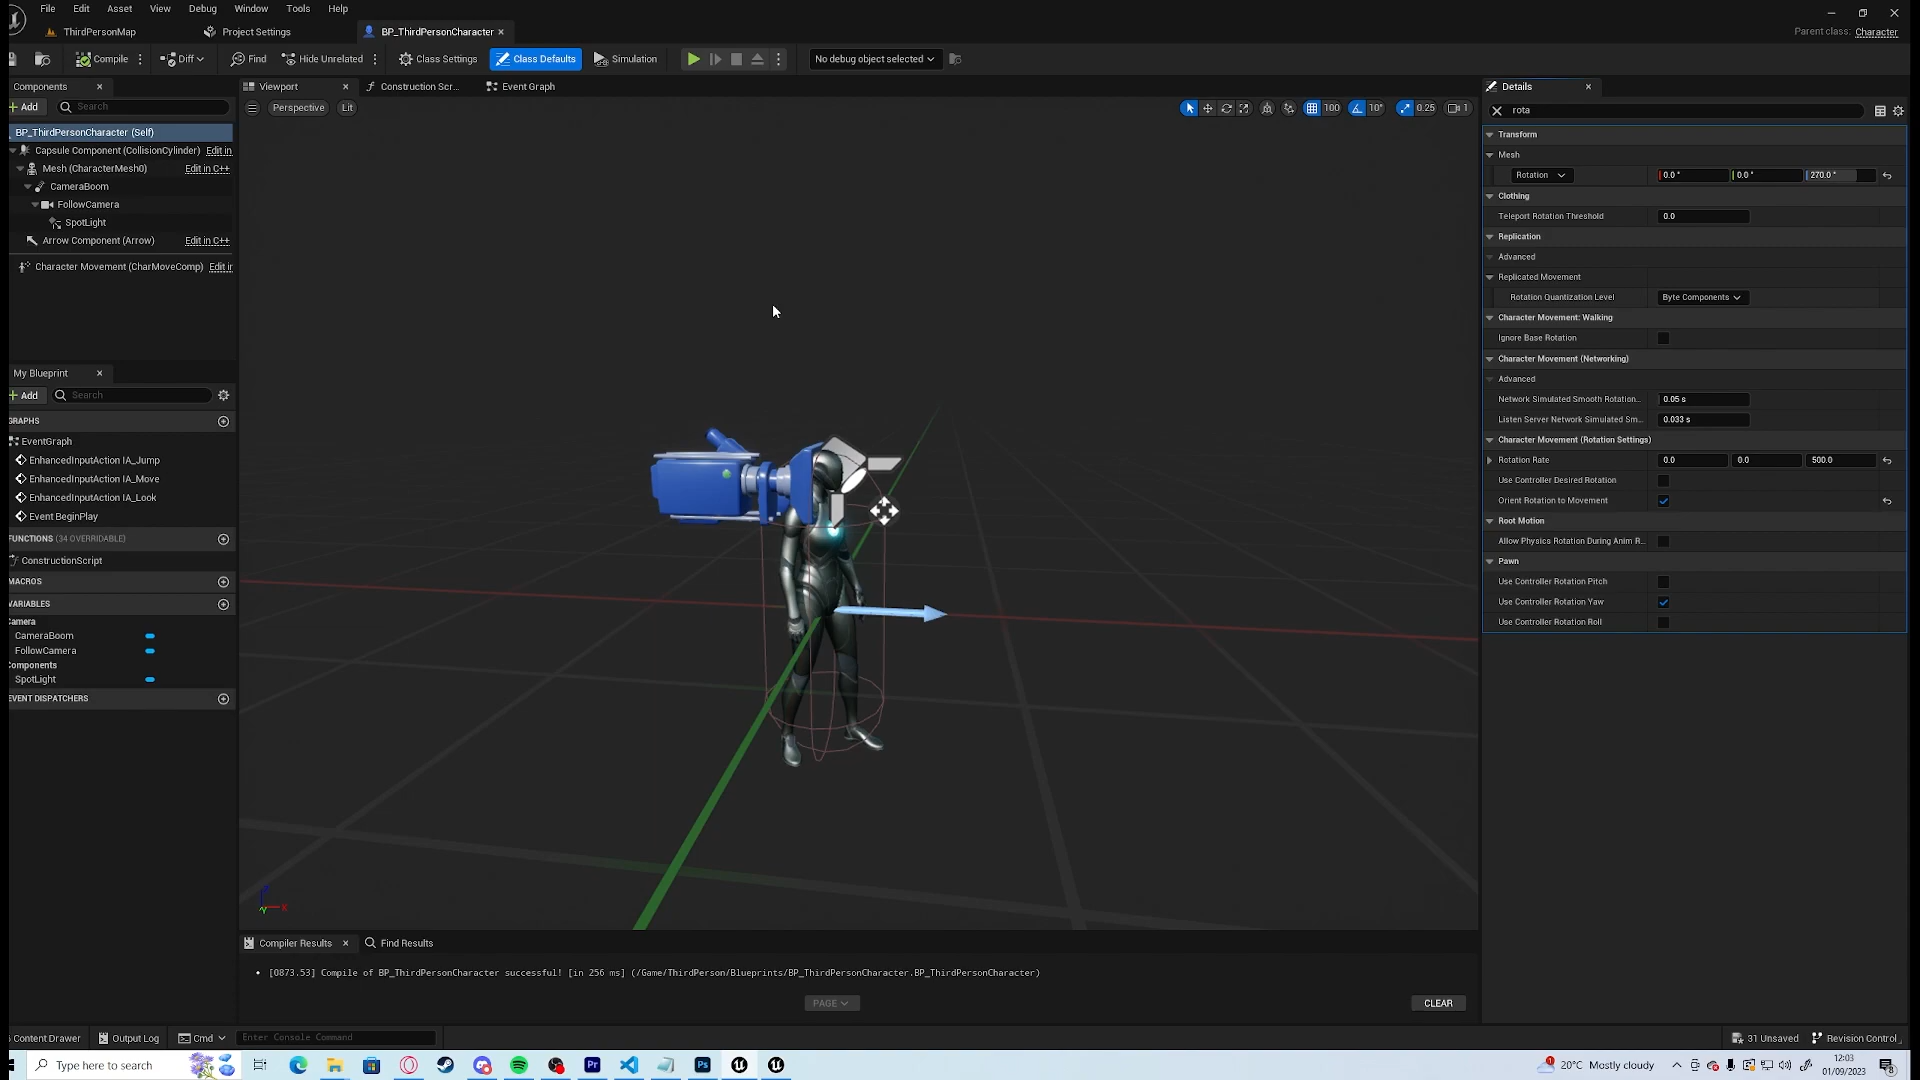 File Edit Asset View Debug Window Tools Help
ThirdPersonMap Project Settings BP_ThirdPersonCharacter
Parent class: Character
Compile Diff Find Hide Unrelated Class Settings Class Defaults Simulation No debug object selected
Components Viewport Construction Scr... Event Graph Details
Add Search Perspective Lit 100 10° 0.25 1 rota
BP_ThirdPersonCharacter (Self)
Capsule Component (CollisionCylinder) Edit in
Mesh (CharacterMesh0) Edit in C++
CameraBoom
FollowCamera
SpotLight
Arrow Component (Arrow) Edit in C++
Character Movement (CharMoveComp) Edit in
My Blueprint
Add Search
GRAPHS
EventGraph
EnhancedInputAction IA_Jump
EnhancedInputAction IA_Move
EnhancedInputAction IA_Look
Event BeginPlay
FUNCTIONS (34 OVERRIDABLE)
ConstructionScript
MACROS
VARIABLES
Camera
CameraBoom
FollowCamera
Components
SpotLight
EVENT DISPATCHERS
Transform
Mesh
Rotation 0.0 ° 0.0 ° 270.0 °
Clothing
Teleport Rotation Threshold 0.0
Replication
Advanced
Replicated Movement
Rotation Quantization Level Byte Components
Character Movement: Walking
Ignore Base Rotation
Character Movement (Networking)
Advanced
Network Simulated Smooth Rotation... 0.05 s
Listen Server Network Simulated Sm... 0.033 s
Character Movement (Rotation Settings)
Rotation Rate 0.0 0.0 500.0
Use Controller Desired Rotation
Orient Rotation to Movement
Root Motion
Allow Physics Rotation During Anim R...
Pawn
Use Controller Rotation Pitch
Use Controller Rotation Yaw
Use Controller Rotation Roll
Compiler Results Find Results
• [0873.53] Compile of BP_ThirdPersonCharacter successful! [in 256 ms] (/Game/ThirdPerson/Blueprints/BP_ThirdPersonCharacter.BP_ThirdPersonCharacter)
PAGE CLEAR
Content Drawer Output Log Cmd Enter Console Command 31 Unsaved Revision Control
Type here to search Pr Ps 1 20°C Mostly cloudy 12:03
01/09/2023 8